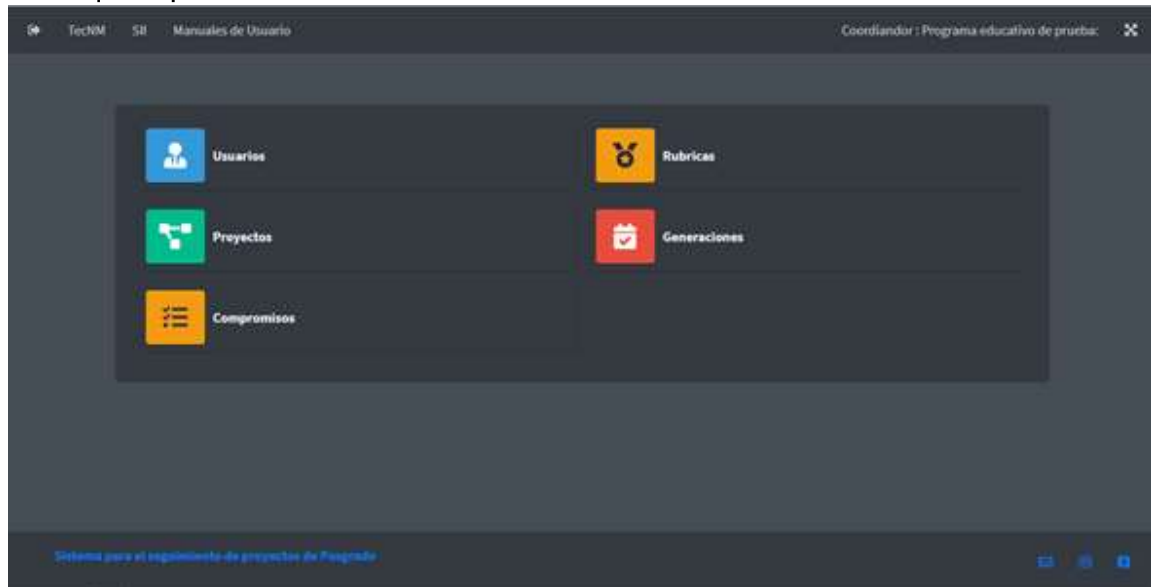 TecNM SII Manuales de Usuario Coordiandor : Programa educativo de prueba:
Usuarios Rubricas
Proyectos Generaciones
Compromisos
Sistema para el seguimiento de proyectos de Posgrado